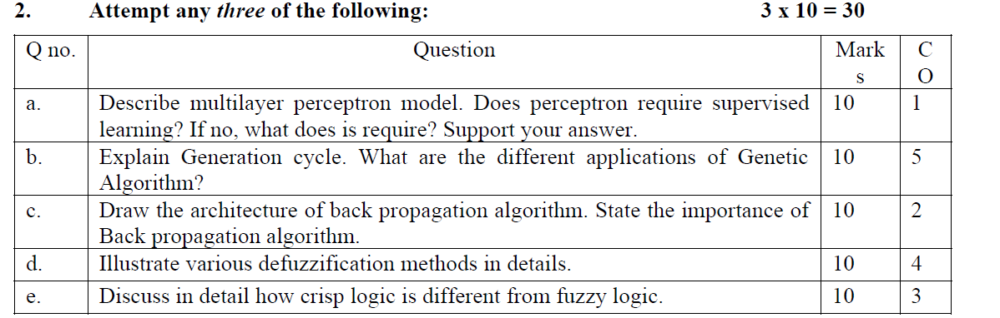 2. Attempt any three of the following: 3 x 10 = 30
Q no. Question Mark C
s O
a. Describe multilayer perceptron model. Does perceptron require supervised 10 1
learning? If no, what does is require? Support your answer.
b. Explain Generation cycle. What are the different applications of Genetic 10 5
Algorithm?
c. Draw the architecture of back propagation algorithm. State the importance of 10 2
Back propagation algorithm.
d. Illustrate various defuzzification methods in details. 10 4
e. Discuss in detail how crisp logic is different from fuzzy logic. 10 3